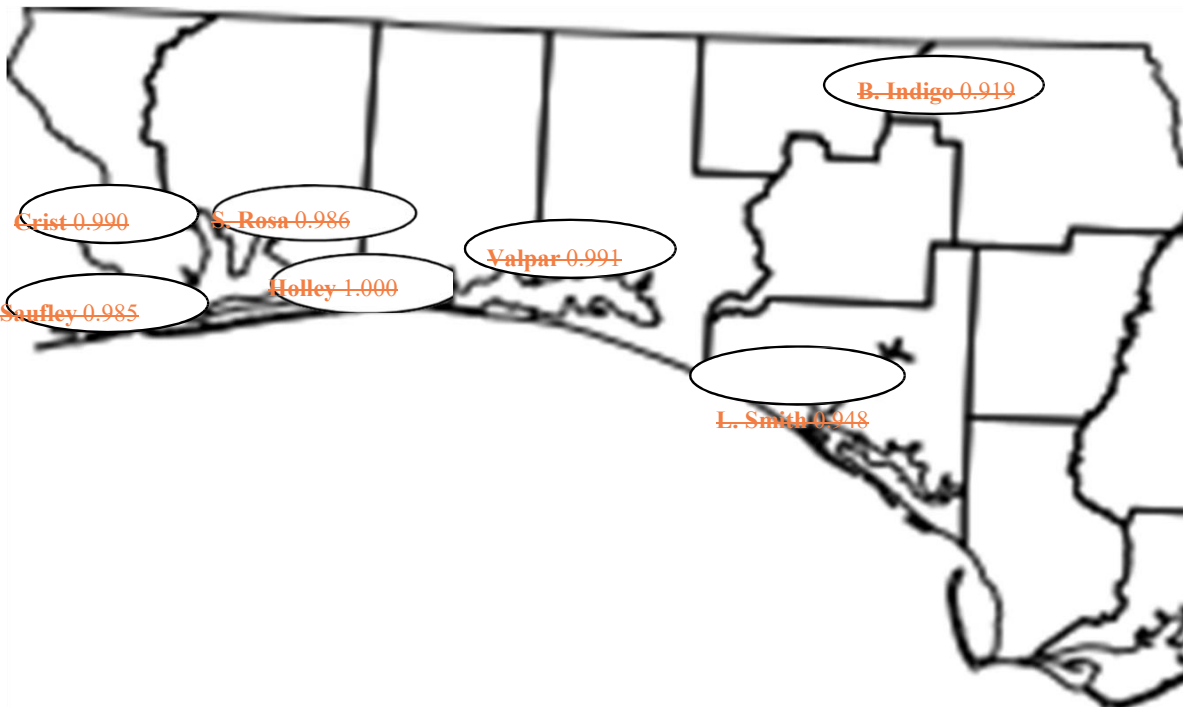 B. Indigo 0.919
Crist 0.990
S. Rosa 0.986
Valpar 0.991
Holley 1.000
Saufley 0.985
L. Smith 0.948